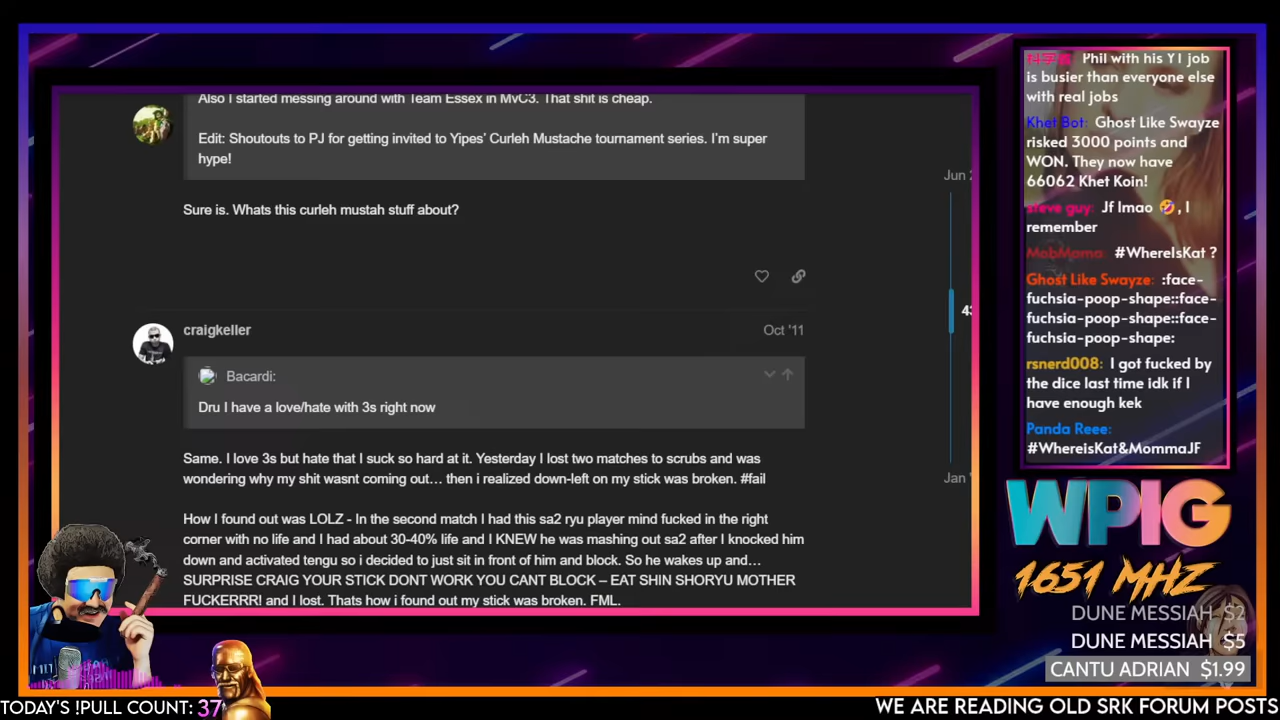 Also I started messing around with Team Essex in MvC3. That shit is cheap.
Edit: Shoutouts to PJ for getting invited to Yipes’ Curleh Mustache tournament series. I’m super
hype!
Sure is. Whats this curleh mustah stuff about?
craigkeller
Oct '11
Bacardi:
Dru I have a love/hate with 3s right now
Same. I love 3s but hate that I suck so hard at it. Yesterday I lost two matches to scrubs and was
wondering why my shit wasnt coming out… then i realized down-left on my stick was broken. #fail
How I found out was LOLZ - In the second match I had this sa2 ryu player mind fucked in the right
corner with no life and I had about 30-40% life and I KNEW he was mashing out sa2 after I knocked him
down and activated tengu so i decided to just sit in front of him and block. So he wakes up and…
SURPRISE CRAIG YOUR STICK DONT WORK YOU CANT BLOCK – EAT SHIN SHORYU MOTHER
FUCKERRR! and I lost. Thats how i found out my stick was broken. FML.
Jun 2
43
Jan '
Phil with his YT job
is busier than everyone else
with real jobs
Khet Bot: Ghost Like Swayze
risked 3000 points and
WON. They now have
66062 Khet Koin!
steve guy: Jf lmao 🤣, I
remember
MobMoma: #WhereIsKat ?
Ghost Like Swayze: :face-
fuchsia-poop-shape::face-
fuchsia-poop-shape::face-
fuchsia-poop-shape:
rsnerd008: I got fucked by
the dice last time idk if I
have enough kek
Panda Reee:
#WhereisKat&MommaJF
WPIG
1651 MHZ
DUNE MESSIAH $2
DUNE MESSIAH $5
CANTU ADRIAN $1.99
TODAY'S !PULL COUNT: 37
WE ARE READING OLD SRK FORUM POSTS